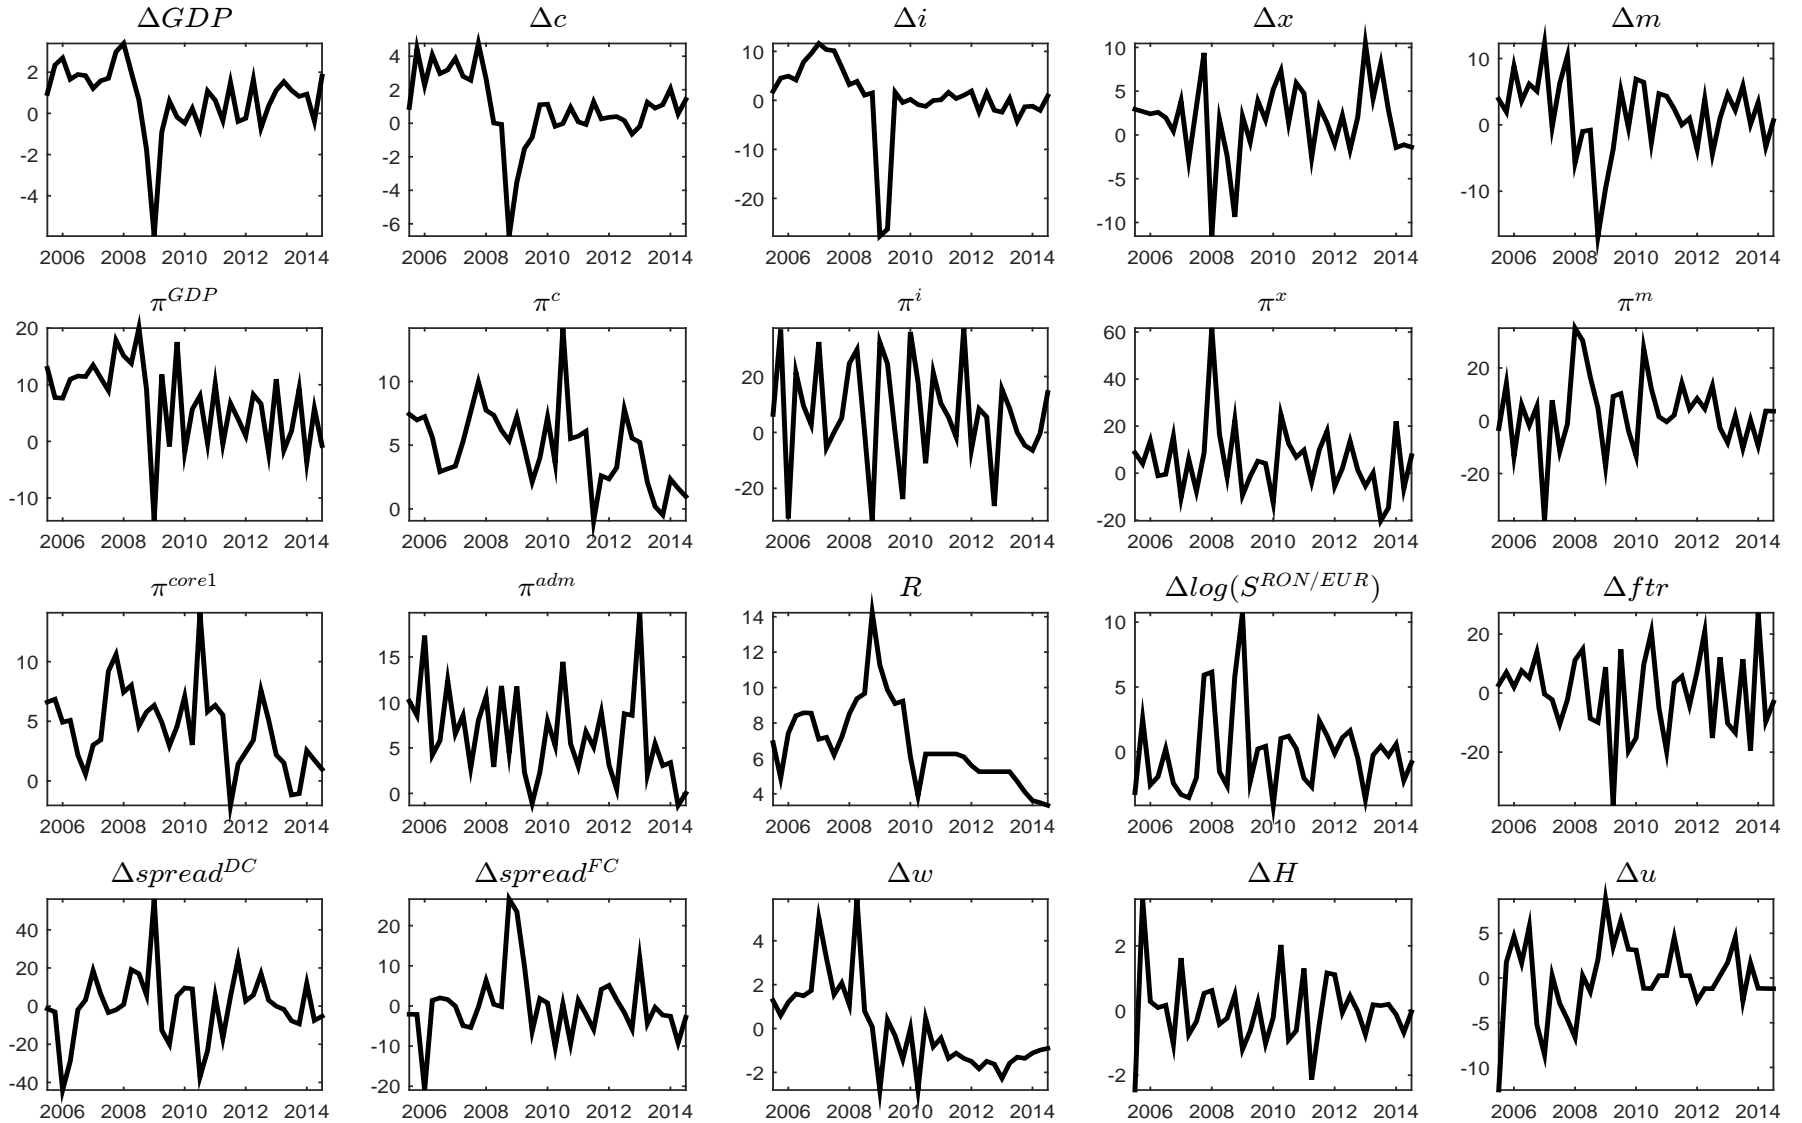 ΔGDP Δc Δi Δx Δm
2 0 -2 -4
4 2 0 -2 -4 -6
10 0 -10 -20
10 5 0 -5 -10
10 0 -10
2006 2008 2010 2012 2014 2006 2008 2010 2012 2014 2006 2008 2010 2012 2014 2006 2008 2010 2012 2014 2006 2008 2010 2012 2014
π^GDP π^c π^i π^x π^m
20 10 0 -10
10 5 0
20 0 -20
60 40 20 0 -20
20 0 -20
2006 2008 2010 2012 2014 2006 2008 2010 2012 2014 2006 2008 2010 2012 2014 2006 2008 2010 2012 2014 2006 2008 2010 2012 2014
π^core1 π^adm R Δlog(S^RON/EUR) Δftr
10 5 0
15 10 5 0
14 12 10 8 6 4
10 5 0
20 0 -20
2006 2008 2010 2012 2014 2006 2008 2010 2012 2014 2006 2008 2010 2012 2014 2006 2008 2010 2012 2014 2006 2008 2010 2012 2014
Δspread^DC Δspread^FC Δw ΔH Δu
40 20 0 -20 -40
20 10 0 -10 -20
4 2 0 -2
2 0 -2
5 0 -5 -10
2006 2008 2010 2012 2014 2006 2008 2010 2012 2014 2006 2008 2010 2012 2014 2006 2008 2010 2012 2014 2006 2008 2010 2012 2014